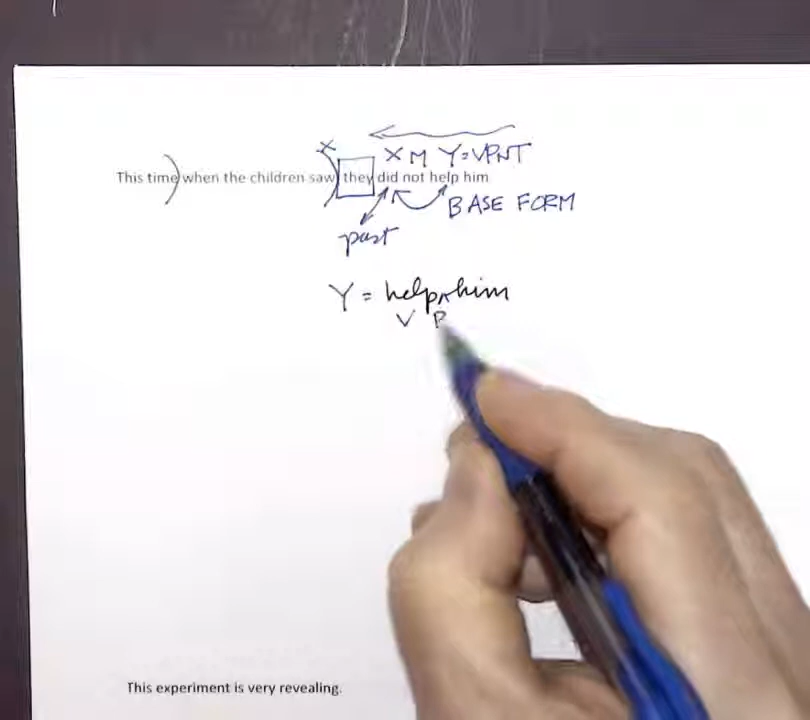 x
X M Y=VPNT
This time when the children saw they did not help him
BASE FORM
past
Y = help him
V P
This experiment is very revealing.